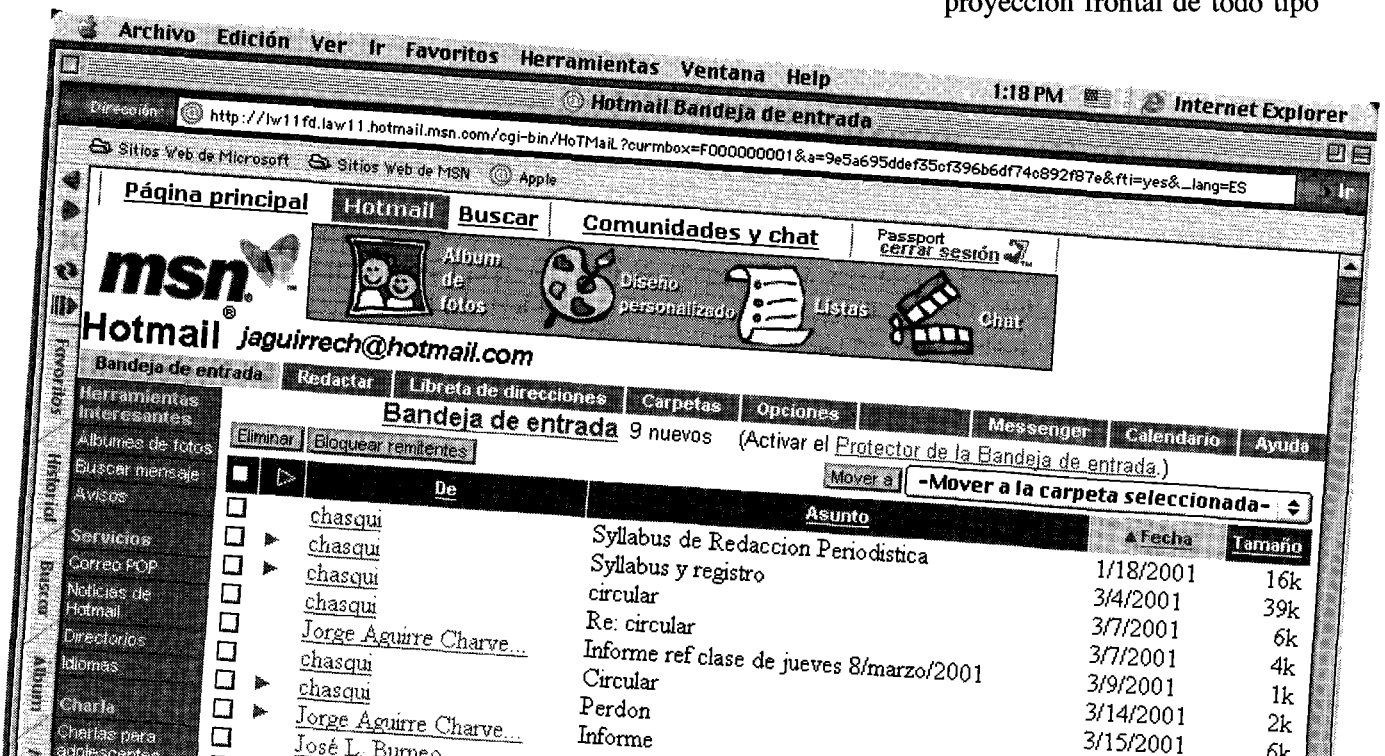 proyección frontal de todo tipo
Archivo Edición Ver Ir Favoritos Herramientas Ventana Help 1:18 PM Internet Explorer
Hotmail Bandeja de entrada
Dirección: http://lw11fd.law11.hotmail.msn.com/cgi-bin/HoTMaiL?curmbox=F000000001&a=9e5a695ddef35cf396b6df74c892f87e&fti=yes&_lang=ES Ir
Sitios Web de Microsoft Sitios Web de MSN Apple
Página principal Hotmail Buscar Comunidades y chat Passport cerrar sesión
msn Hotmail
Album de fotos
Diseño personalizado
Listas
Chat
jaguirrech@hotmail.com
Bandeja de entrada Redactar Libreta de direcciones Carpetas Opciones Messenger Calendario Ayuda
Bandeja de entrada 9 nuevos (Activar el Protector de la Bandeja de entrada.)
Eliminar Bloquear remitentes Mover a -Mover a la carpeta seleccionada-
De Asunto Fecha Tamaño
chasqui Syllabus de Redaccion Periodistica 1/18/2001 16k
chasqui Syllabus y registro 3/4/2001 39k
chasqui circular 3/7/2001 6k
chasqui Re: circular 3/7/2001 4k
Jorge Aguirre Charve... Informe ref clase de jueves 8/marzo/2001 3/9/2001 1k
chasqui Circular 3/14/2001 2k
chasqui Perdon 3/15/2001 6k
Jorge Aguirre Charve... Informe
José L. Burneo
Herramientas Interesantes
Albumes de fotos
Buscar mensaje
Avisos
Servicios
Correo POP
Noticias de Hotmail
Directorios
Idiomas
Charla
Charlas para adolescentes
Favoritos
Historial
Buscar
Album